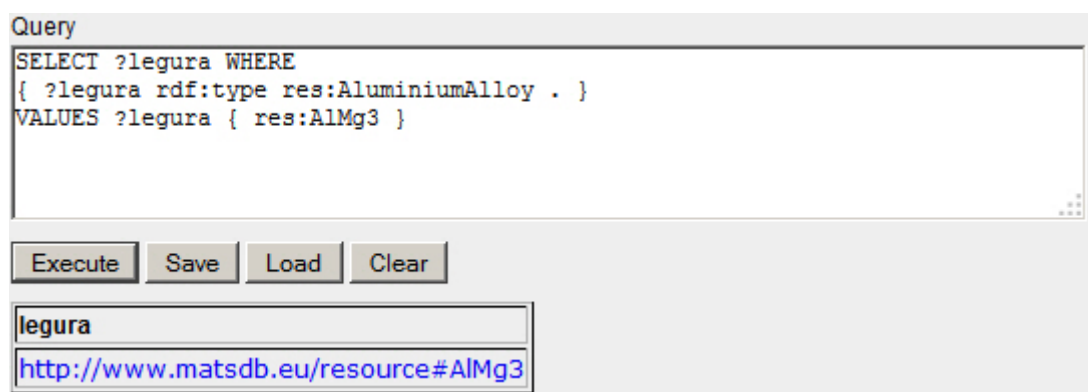 Query
SELECT ?legura WHERE
{ ?legura rdf:type res:AluminiumAlloy . }
VALUES ?legura { res:AlMg3 }
Execute Save Load Clear
legura
http://www.matsdb.eu/resource#AlMg3